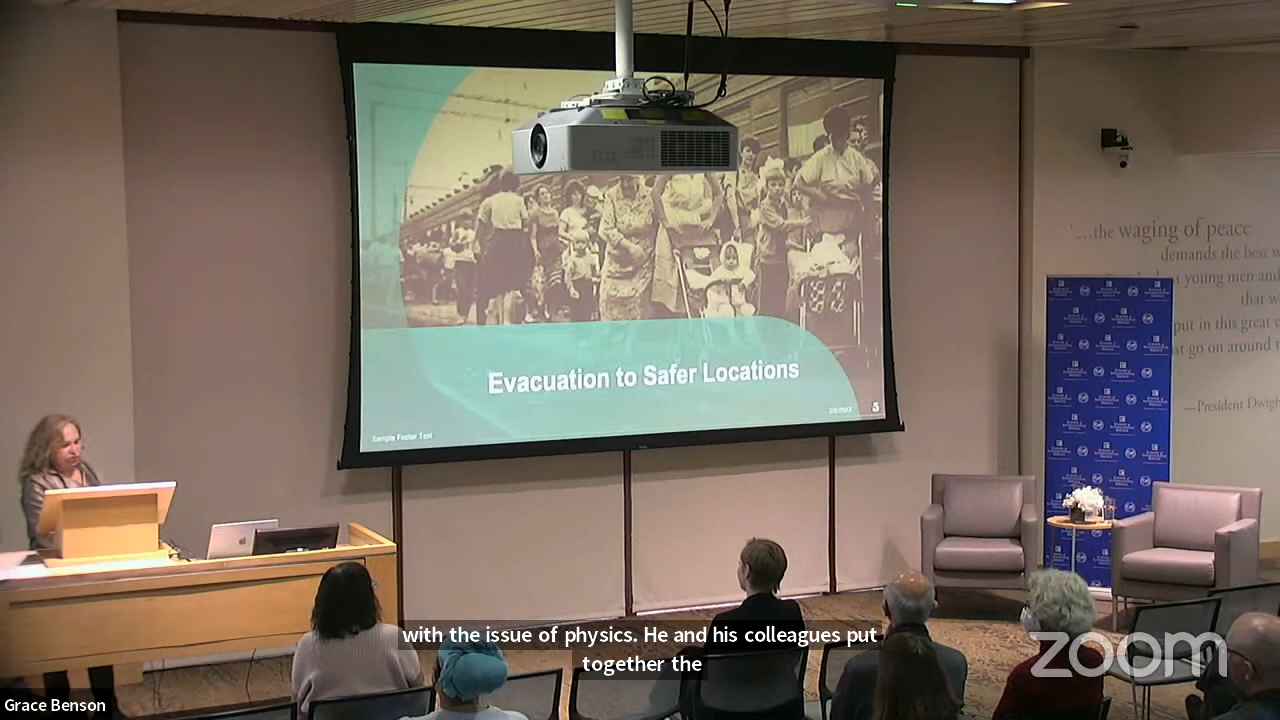 Evacuation to Safer Locations
Sample Footer Text
5
...the waging of peace
demands the best
young men and
that
put in this great
go on around
—President Dwigh
with the issue of physics. He and his colleagues put
together the
zoom
Grace Benson